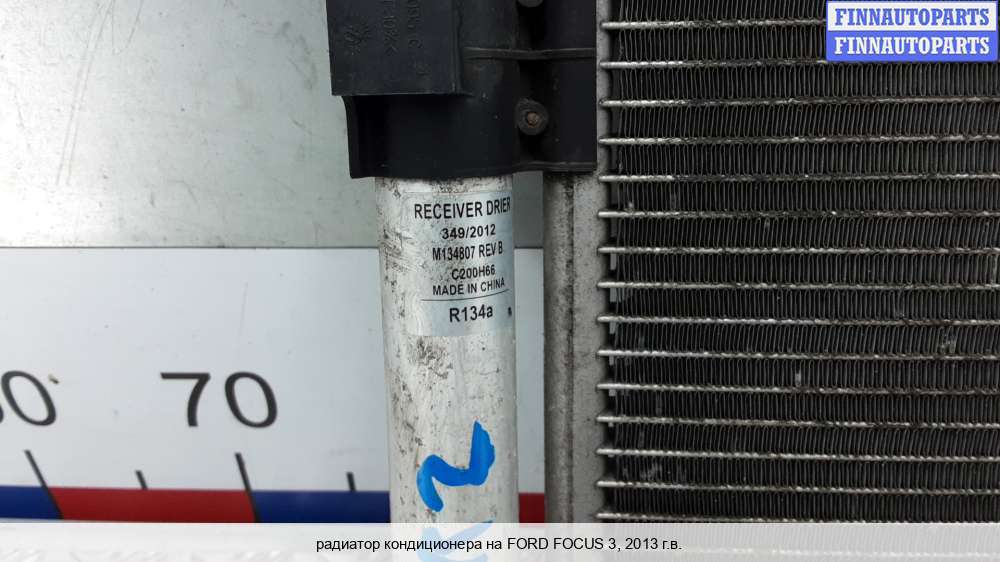 FINNAUTOPARTS
FINNAUTOPARTS
RECEIVER DRIER
349/2012
M134807 REV B
C200H66
MADE IN CHINA
R134a
70
радиатор кондиционера на FORD FOCUS 3, 2013 г.в.